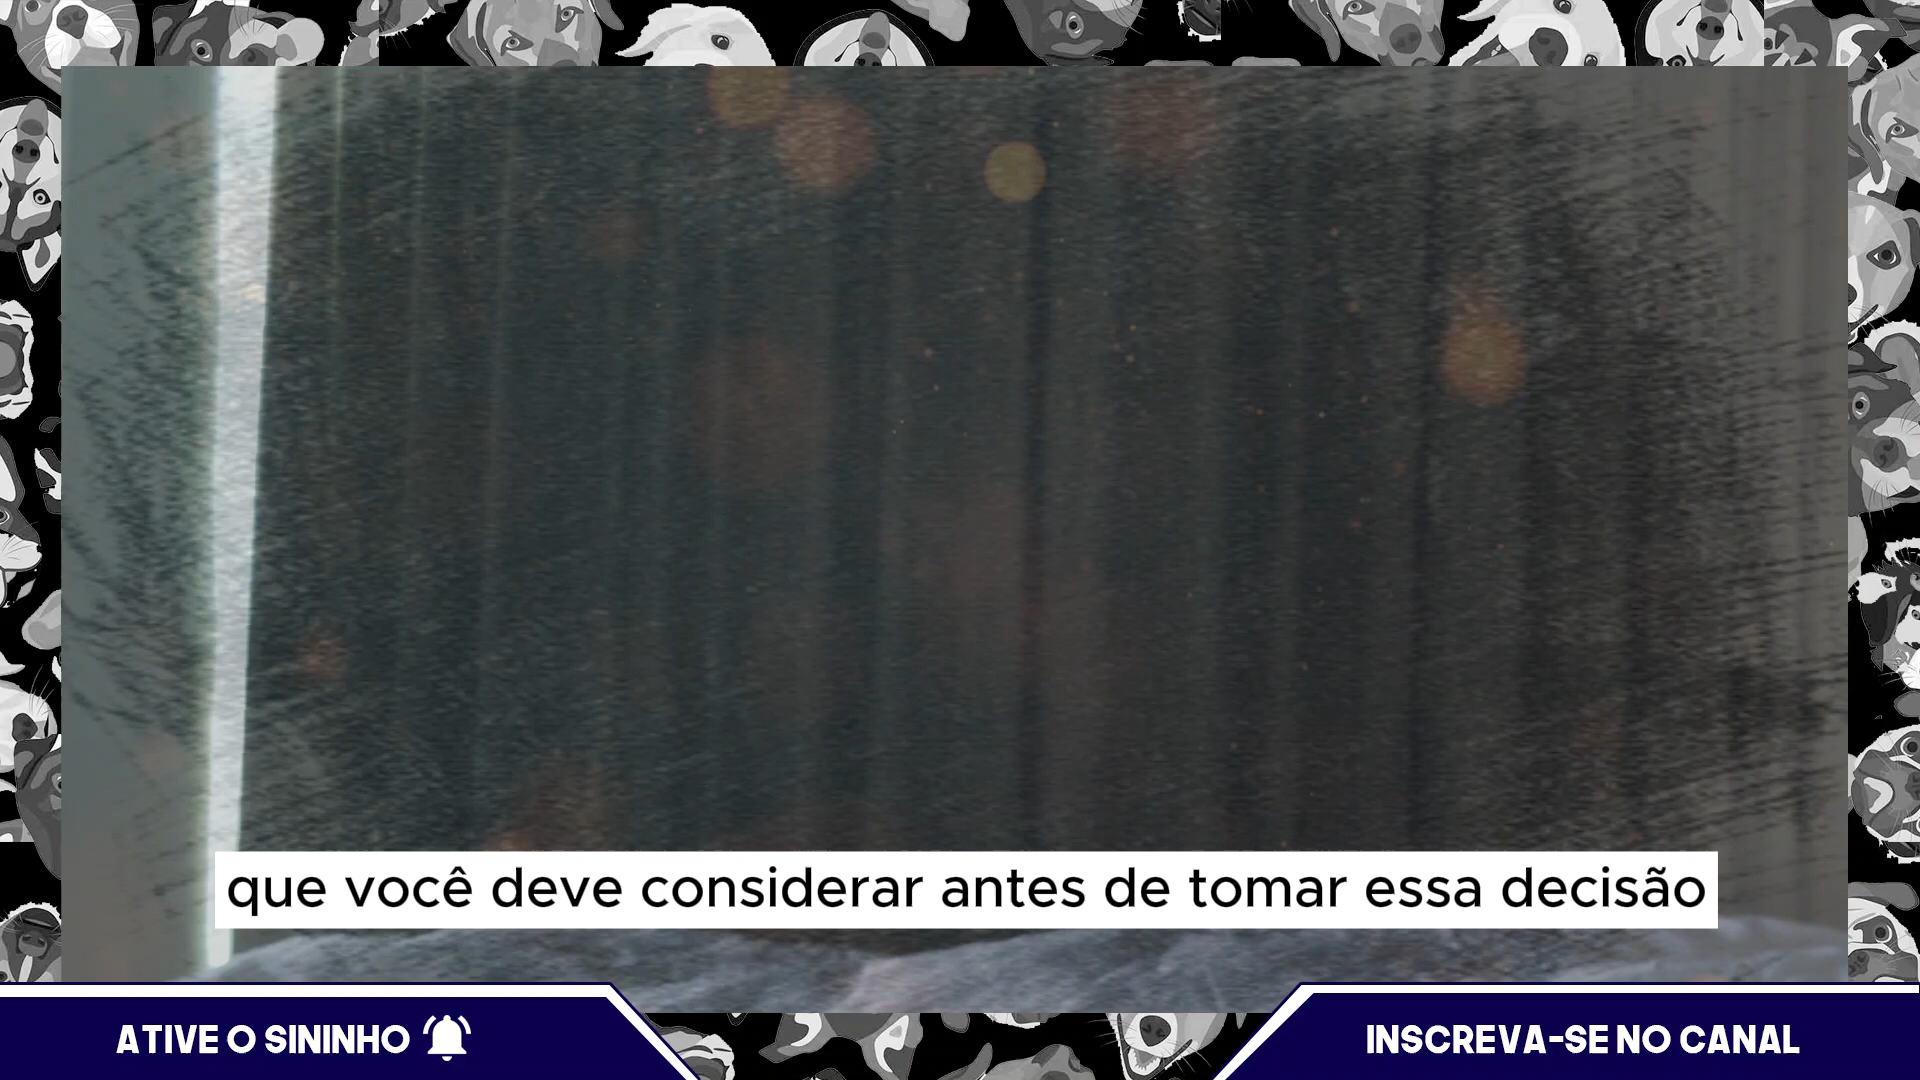 que você deve considerar antes de tomar essa decisão
ATIVE O SININHO
INSCREVA-SE NO CANAL